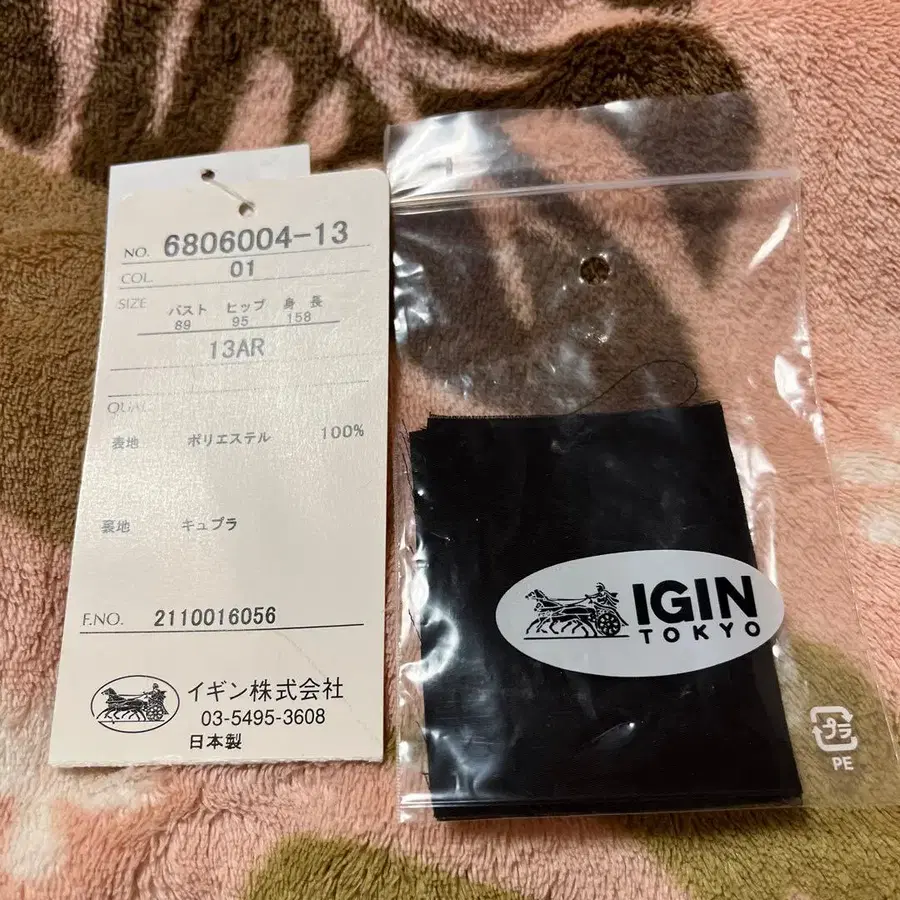 NO. 6806004-13
COL. 01
SIZE
バスト ヒップ 身長
89 95 158
13AR
QUAL
表地 ポリエステル 100%
裏地 キュプラ
F.NO. 2110016056
イギン株式会社
03-5495-3608
日本製
IGIN
TOKYO
プラ
PE